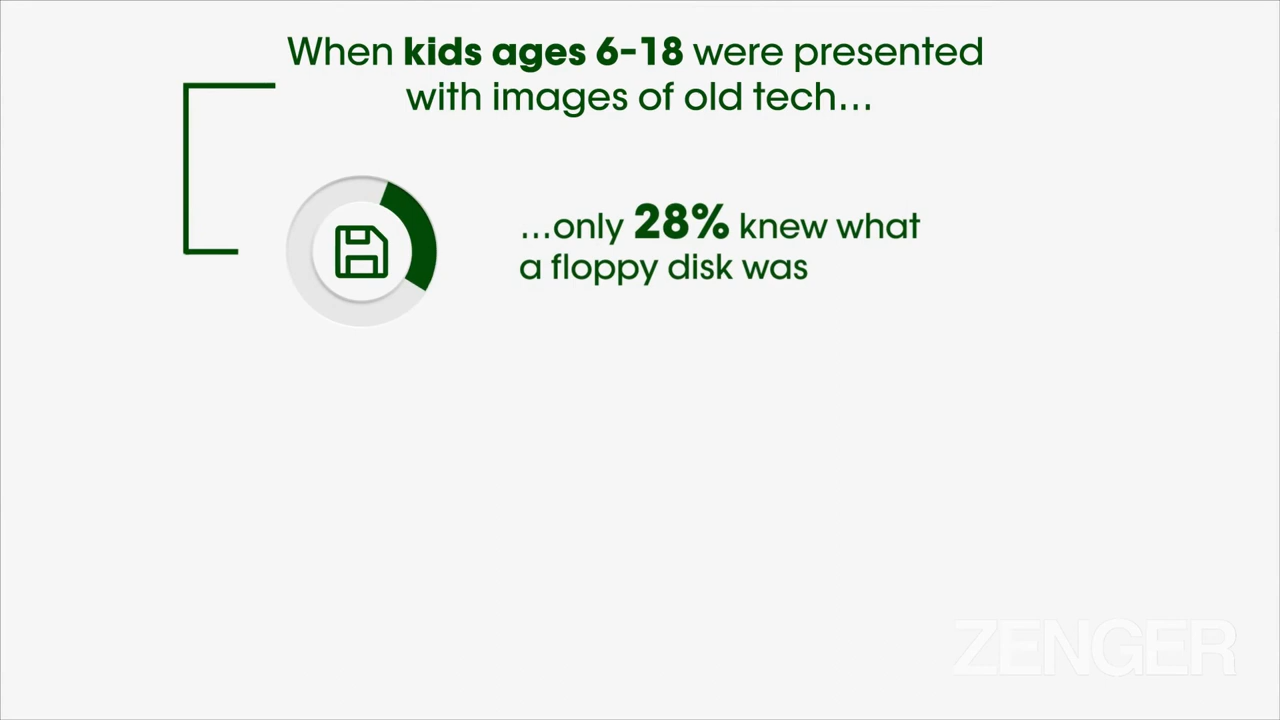 When kids ages 6-18 were presented
with images of old tech...
...only 28% knew what
a floppy disk was
ZENGER